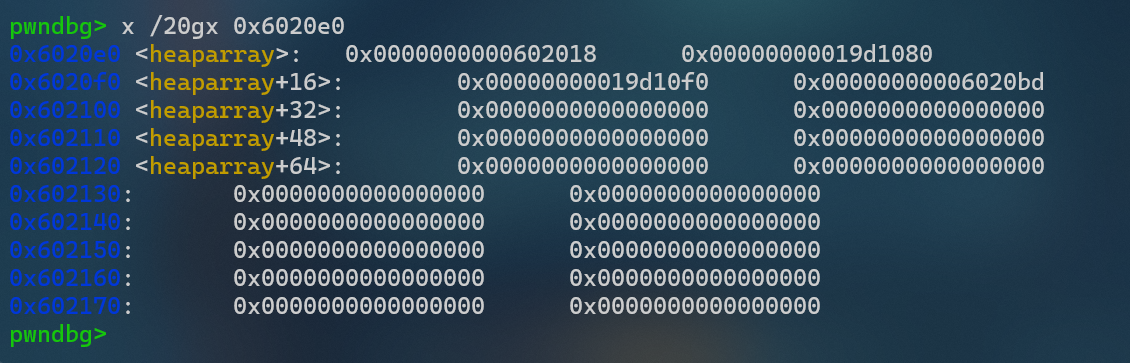 pwndbg> x /20gx 0x6020e0
0x6020e0 <heaparray>: 0x0000000000602018 0x00000000019d1080
0x6020f0 <heaparray+16>: 0x00000000019d10f0 0x00000000006020bd
0x602100 <heaparray+32>: 0x0000000000000000 0x0000000000000000
0x602110 <heaparray+48>: 0x0000000000000000 0x0000000000000000
0x602120 <heaparray+64>: 0x0000000000000000 0x0000000000000000
0x602130: 0x0000000000000000 0x0000000000000000
0x602140: 0x0000000000000000 0x0000000000000000
0x602150: 0x0000000000000000 0x0000000000000000
0x602160: 0x0000000000000000 0x0000000000000000
0x602170: 0x0000000000000000 0x0000000000000000
pwndbg>